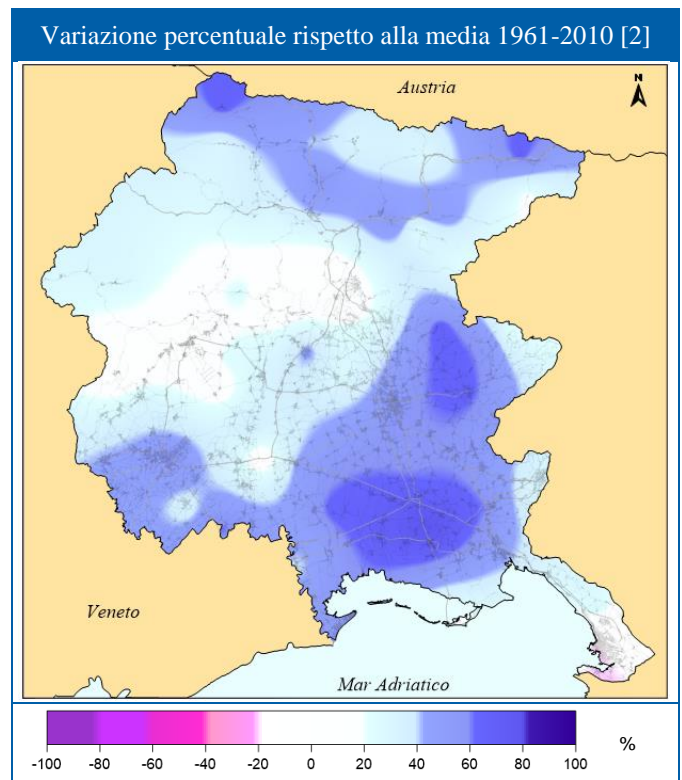 Variazione percentuale rispetto alla media 1961-2010 [2]
Austria
N
Veneto
Mar Adriatico
-100 -80 -60 -40 -20 0 20 40 60 80 100 %